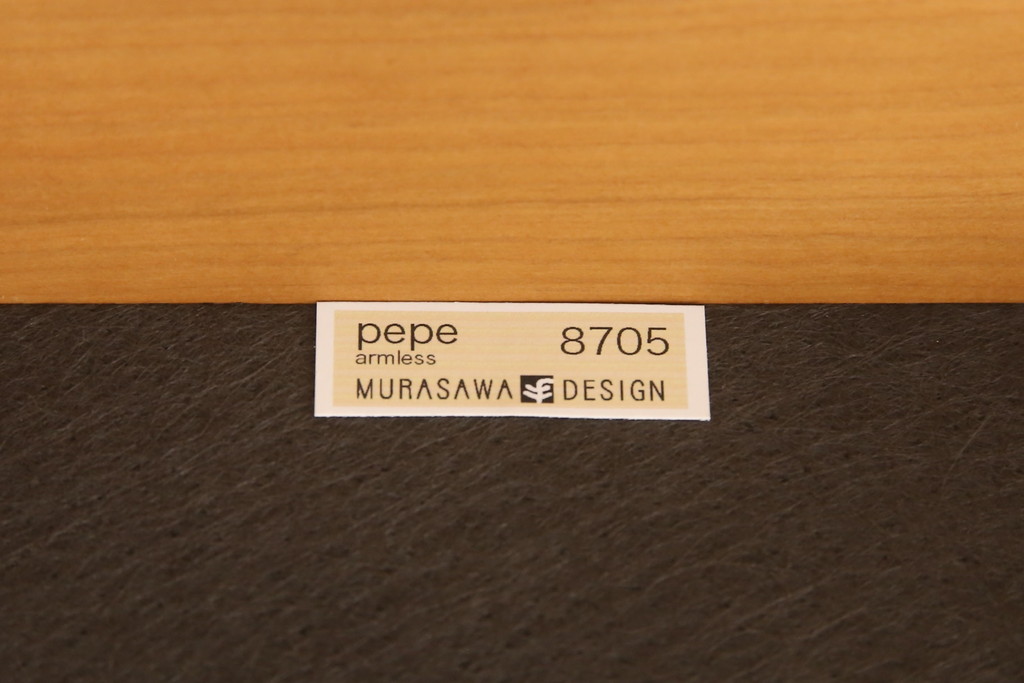 pepe 8705
armless
MURASAWA DESIGN